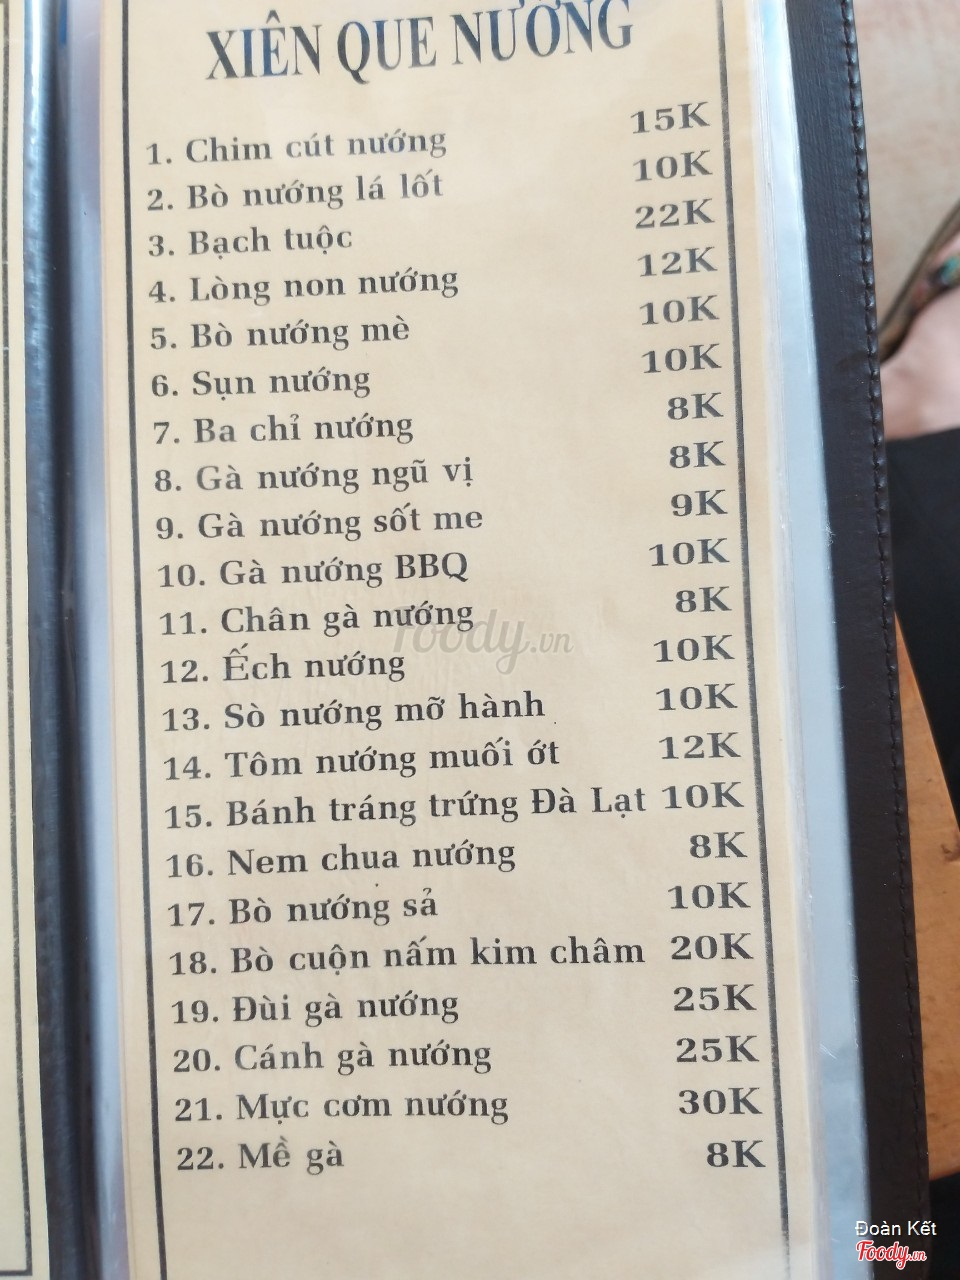 XIÊN QUE NƯỚNG
1. Chim cút nướng 15K
2. Bò nướng lá lốt 10K
3. Bạch tuộc 22K
4. Lòng non nướng 12K
5. Bò nướng mè 10K
6. Sụn nướng 10K
7. Ba chỉ nướng 8K
8. Gà nướng ngũ vị 8K
9. Gà nướng sốt me 9K
10. Gà nướng BBQ 10K
11. Chân gà nướng 8K
12. Ếch nướng 10K
13. Sò nướng mỡ hành 10K
14. Tôm nướng muối ớt 12K
15. Bánh tráng trứng Đà Lạt 10K
16. Nem chua nướng 8K
17. Bò nướng sả 10K
18. Bò cuộn nấm kim châm 20K
19. Đùi gà nướng 25K
20. Cánh gà nướng 25K
21. Mực cơm nướng 30K
22. Mề gà 8K
foody.vn
Đoàn Kết
Foody.vn